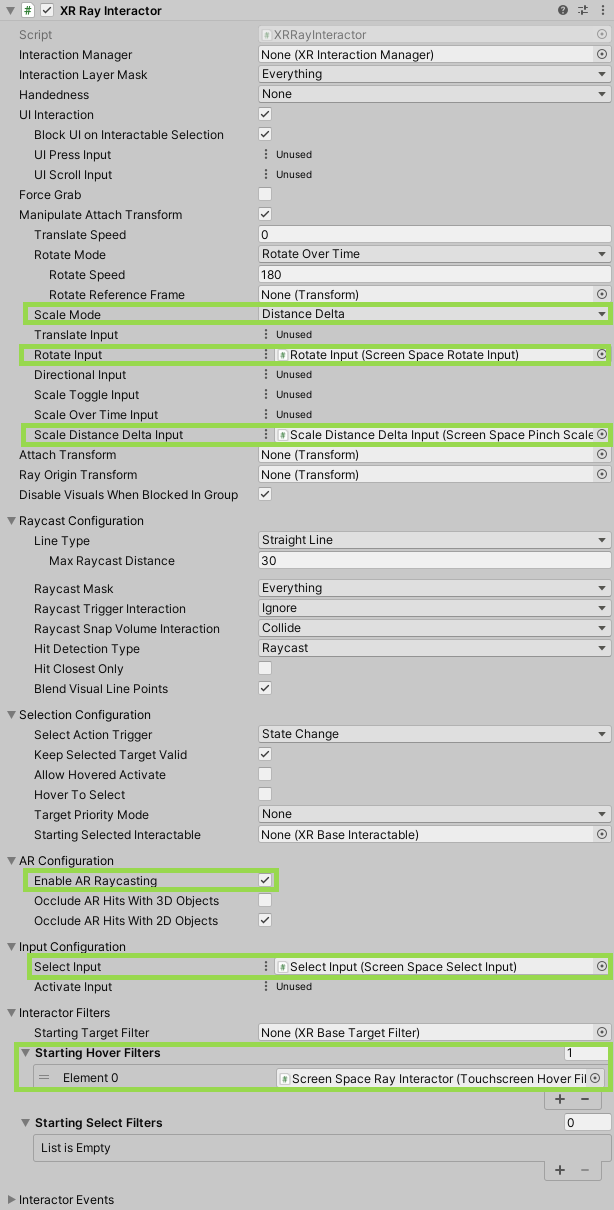 XR Ray Interactor
Script # XRRayInteractor
Interaction Manager None (XR Interaction Manager)
Interaction Layer Mask Everything
Handedness None
UI Interaction
Block UI on Interactable Selection
UI Press Input Unused
UI Scroll Input Unused
Force Grab
Manipulate Attach Transform
Translate Speed 0
Rotate Mode Rotate Over Time
Rotate Speed 180
Rotate Reference Frame None (Transform)
Scale Mode Distance Delta
Translate Input Unused
Rotate Input # Rotate Input (Screen Space Rotate Input)
Directional Input Unused
Scale Toggle Input Unused
Scale Over Time Input Unused
Scale Distance Delta Input # Scale Distance Delta Input (Screen Space Pinch Scale
Attach Transform None (Transform)
Ray Origin Transform None (Transform)
Disable Visuals When Blocked In Group
Raycast Configuration
Line Type Straight Line
Max Raycast Distance 30
Raycast Mask Everything
Raycast Trigger Interaction Ignore
Raycast Snap Volume Interaction Collide
Hit Detection Type Raycast
Hit Closest Only
Blend Visual Line Points
Selection Configuration
Select Action Trigger State Change
Keep Selected Target Valid
Allow Hovered Activate
Hover To Select
Target Priority Mode None
Starting Selected Interactable None (XR Base Interactable)
AR Configuration
Enable AR Raycasting
Occlude AR Hits With 3D Objects
Occlude AR Hits With 2D Objects
Input Configuration
Select Input # Select Input (Screen Space Select Input)
Activate Input Unused
Interactor Filters
Starting Target Filter None (XR Base Target Filter)
Starting Hover Filters 1
Element 0 # Screen Space Ray Interactor (Touchscreen Hover Fil
+ −
Starting Select Filters 0
List is Empty
+ −
Interactor Events